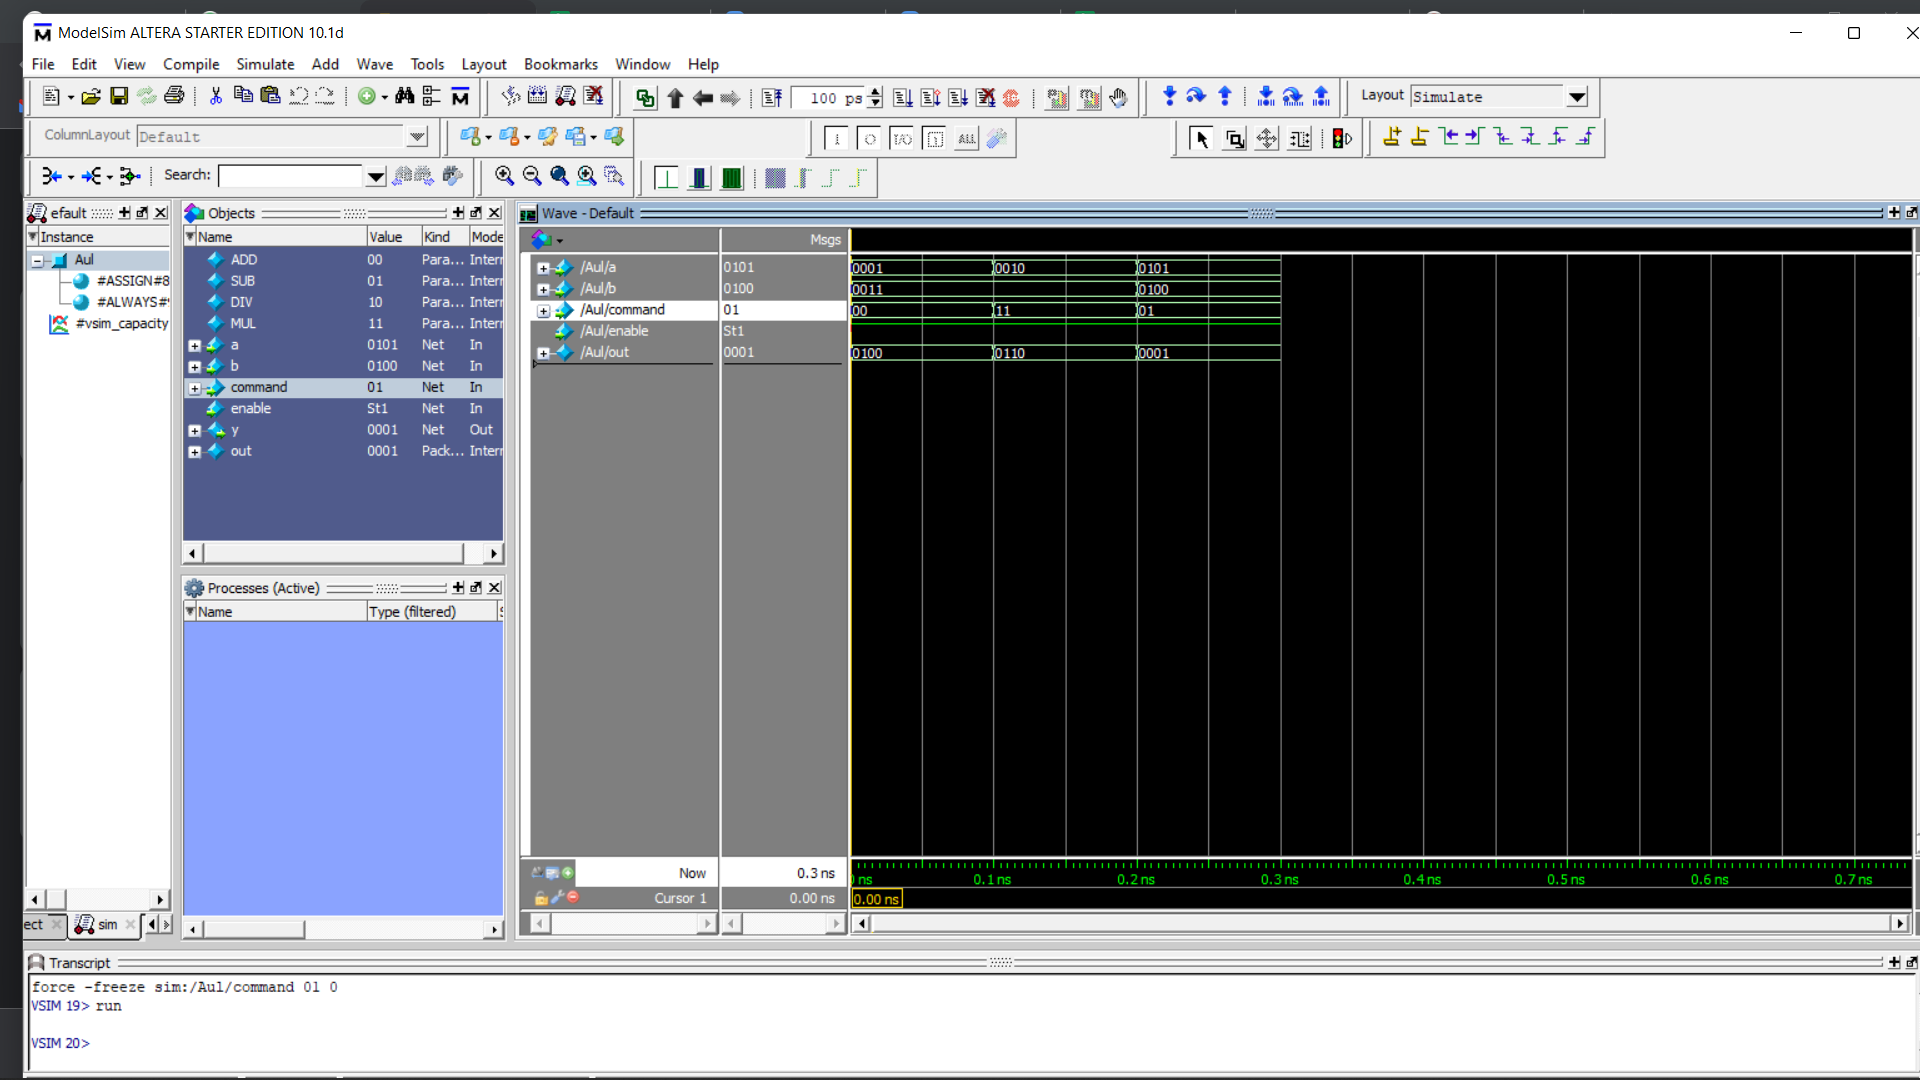 ModelSim ALTERA STARTER EDITION 10.1d
File Edit View Compile Simulate Add Wave Tools Layout Bookmarks Window Help
100 ps
Layout Simulate
ColumnLayout Default
ALL
Search:
efault
Instance
Aul
#ASSIGN#8
#ALWAYS#
#vsim_capacity
ect
sim
Objects
Name Value Kind Mode
ADD 00 Para... Interr
SUB 01 Para... Interr
DIV 10 Para... Interr
MUL 11 Para... Interr
a 0101 Net In
b 0100 Net In
command 01 Net In
enable St1 Net In
y 0001 Net Out
out 0001 Pack... Interr
Processes (Active)
Name Type (filtered)
Wave - Default
Msgs
/Aul/a 0101 0001 0010 0101
/Aul/b 0100 0011 0100
/Aul/command 01 00 11 01
/Aul/enable St1
/Aul/out 0001 0100 0110 0001
Now 0.3 ns
ns 0.1 ns 0.2 ns 0.3 ns 0.4 ns 0.5 ns 0.6 ns 0.7 ns
Cursor 1 0.00 ns 0.00 ns
Transcript
force -freeze sim:/Aul/command 01 0
VSIM 19> run
VSIM 20>